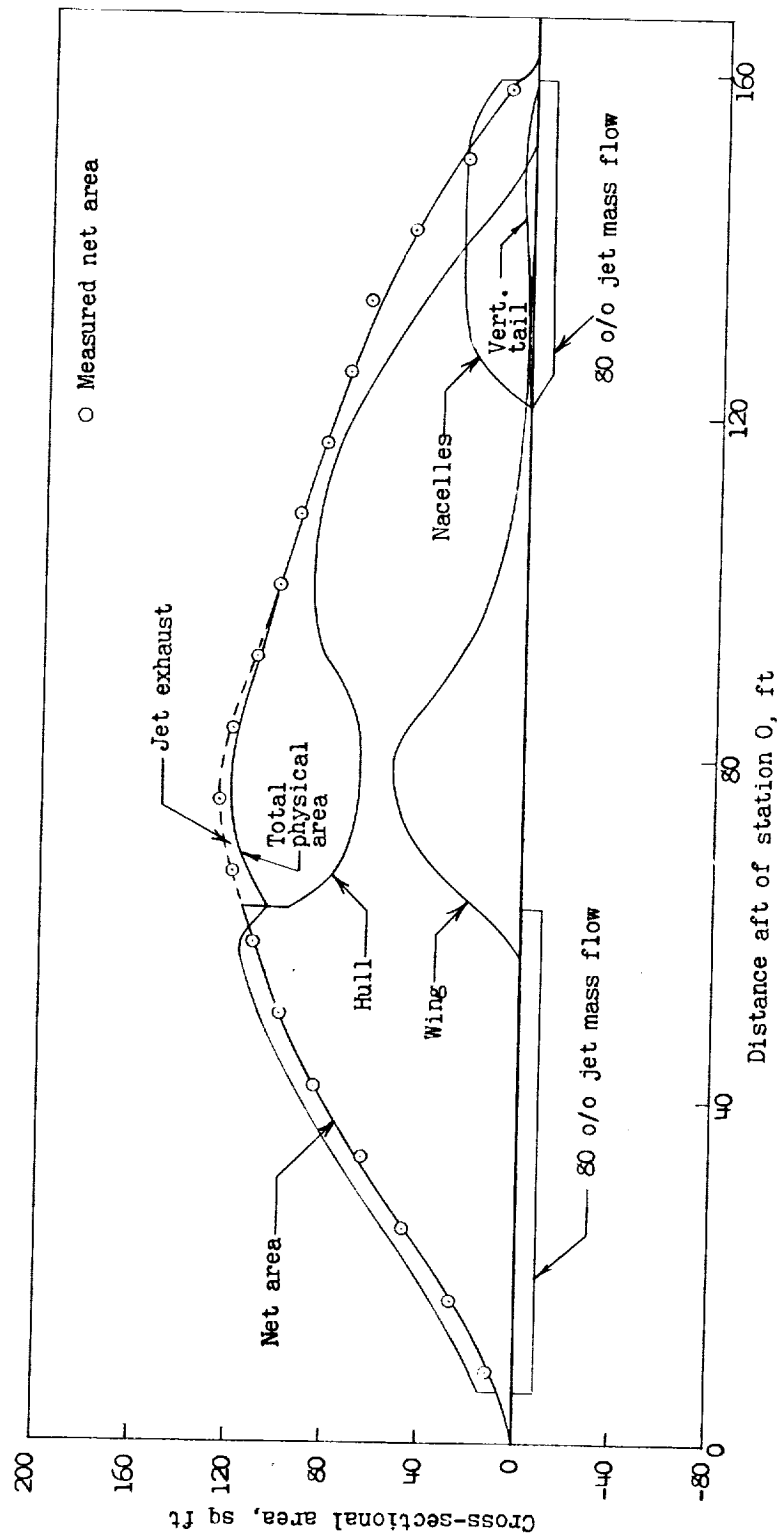 ○ Measured net area
Jet exhaust
Total
physical
area
Hull
Wing
Net area
Nacelles
Vert.
tail
80 o/o jet mass flow
80 o/o jet mass flow
200
160
120
80
40
0
-40
-80
Cross-sectional area, sq ft
0
40
80
120
160
Distance aft of station 0, ft